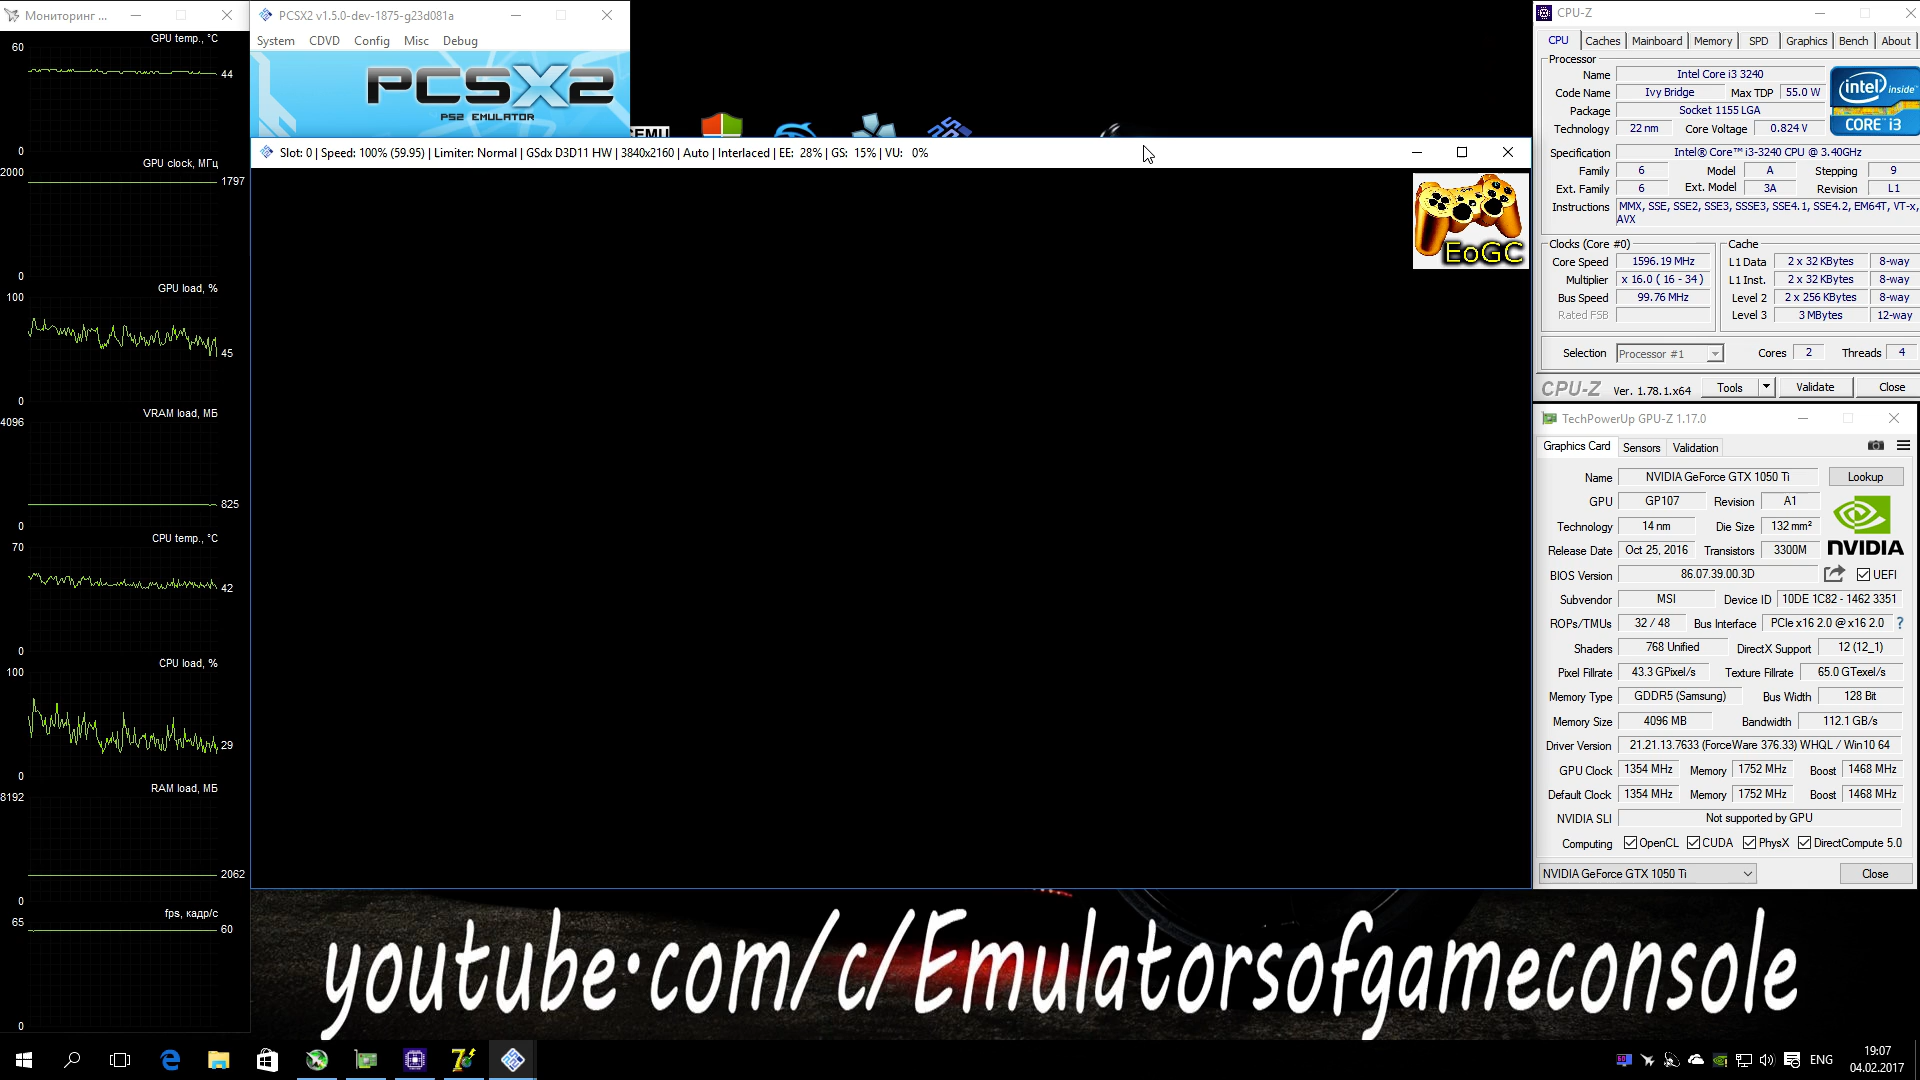 Мониторинг ...
GPU temp., °C
60
44
0
GPU clock, МГц
2000
1797
0
GPU load, %
100
45
0
VRAM load, МБ
4096
825
0
CPU temp., °C
70
42
0
CPU load, %
100
29
0
RAM load, МБ
8192
2062
0
fps, кадр/с
65
60
0
PCSX2 v1.5.0-dev-1875-g23d081a
System CDVD Config Misc Debug
PCSX2
PS2 EMULATOR
CEMU
Slot: 0 | Speed: 100% (59.95) | Limiter: Normal | GSdx D3D11 HW | 3840x2160 | Auto | Interlaced | EE: 28% | GS: 15% | VU: 0%
EoGC
CPU-Z
CPU Caches Mainboard Memory SPD Graphics Bench About
Processor
Name Intel Core i3 3240
Code Name Ivy Bridge Max TDP 55.0 W
Package Socket 1155 LGA
Technology 22 nm Core Voltage 0.824 V
intel inside™
CORE i3
Specification Intel® Core™ i3-3240 CPU @ 3.40GHz
Family 6 Model A Stepping 9
Ext. Family 6 Ext. Model 3A Revision L1
Instructions MMX, SSE, SSE2, SSE3, SSSE3, SSE4.1, SSE4.2, EM64T, VT-x,
AVX
Clocks (Core #0)
Core Speed 1596.19 MHz
Multiplier x 16.0 ( 16 - 34 )
Bus Speed 99.76 MHz
Rated FSB
Cache
L1 Data 2 x 32 KBytes 8-way
L1 Inst. 2 x 32 KBytes 8-way
Level 2 2 x 256 KBytes 8-way
Level 3 3 MBytes 12-way
Selection Processor #1 Cores 2 Threads 4
CPU-Z Ver. 1.78.1.x64 Tools Validate Close
TechPowerUp GPU-Z 1.17.0
Graphics Card Sensors Validation
Name NVIDIA GeForce GTX 1050 Ti Lookup
GPU GP107 Revision A1
Technology 14 nm Die Size 132 mm²
Release Date Oct 25, 2016 Transistors 3300M
NVIDIA
BIOS Version 86.07.39.00.3D UEFI
Subvendor MSI Device ID 10DE 1C82 - 1462 3351
ROPs/TMUs 32 / 48 Bus Interface PCIe x16 2.0 @ x16 2.0 ?
Shaders 768 Unified DirectX Support 12 (12_1)
Pixel Fillrate 43.3 GPixel/s Texture Fillrate 65.0 GTexel/s
Memory Type GDDR5 (Samsung) Bus Width 128 Bit
Memory Size 4096 MB Bandwidth 112.1 GB/s
Driver Version 21.21.13.7633 (ForceWare 376.33) WHQL / Win10 64
GPU Clock 1354 MHz Memory 1752 MHz Boost 1468 MHz
Default Clock 1354 MHz Memory 1752 MHz Boost 1468 MHz
NVIDIA SLI Not supported by GPU
Computing OpenCL CUDA PhysX DirectCompute 5.0
NVIDIA GeForce GTX 1050 Ti Close
youtube.com/c/Emulatorsofgameconsole
ENG
19:07
04.02.2017